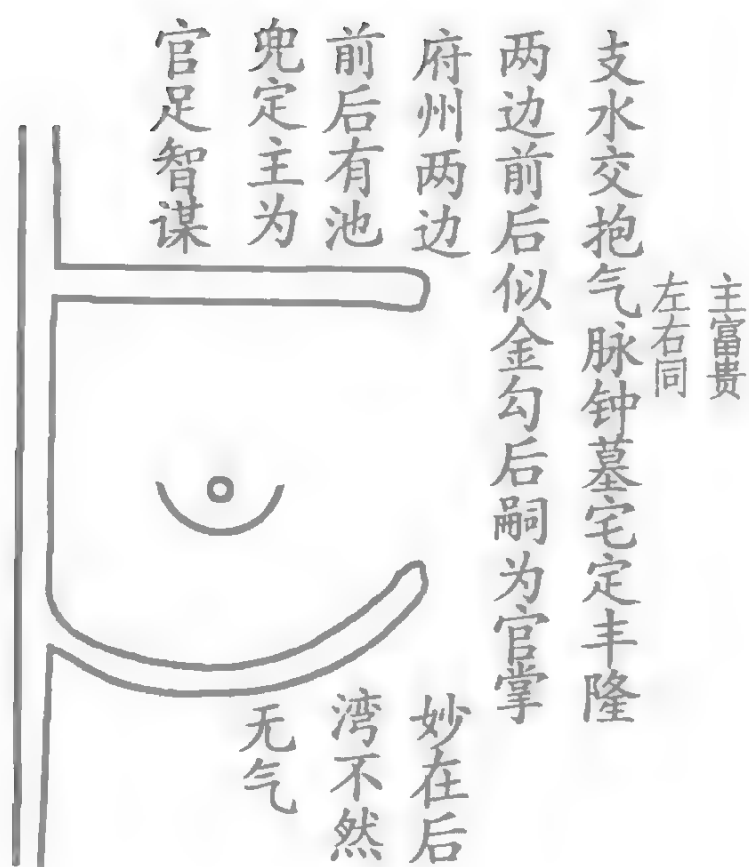 主富贵
左右同
支水交抱气脉钟墓宅定丰隆
两边前后似金勾后嗣为官掌
府州两边
前后有池
兜定主为
官足智谋
妙在后
湾不然
无气